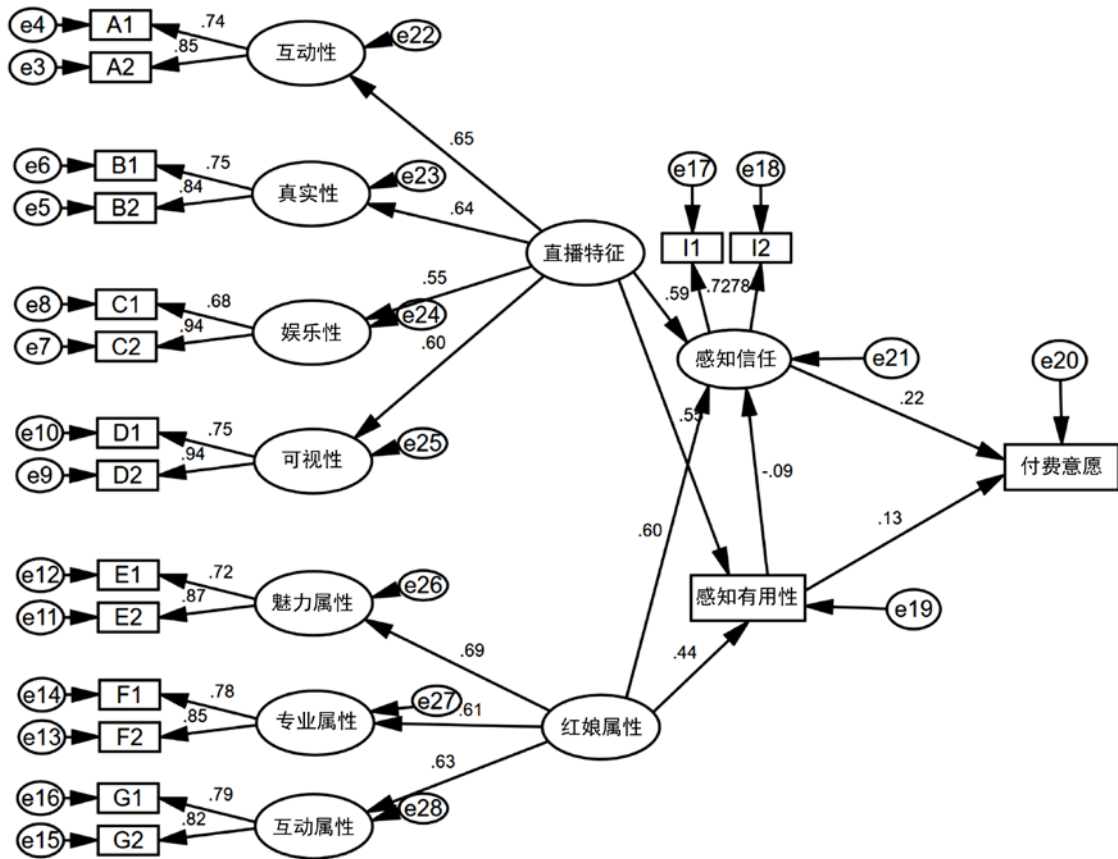 e4
A1
.74
互动性
e22
e3
A2
.85
.65
e6
B1
.75
真实性
e23
e5
B2
.84
.64
e17
e18
直播特征
I1
I2
e8
C1
.68
娱乐性
.55
e24
e7
C2
.94
.60
.59
.72
.78
感知信任
e21
e20
.22
e10
D1
.75
可视性
e25
e9
D2
.94
.55
-.09
付费意愿
.60
.13
e12
E1
.72
魅力属性
e26
e11
E2
.87
感知有用性
e19
.69
.44
e14
F1
.78
专业属性
e27
.61
红娘属性
e13
F2
.85
.63
e16
G1
.79
互动属性
e28
e15
G2
.82